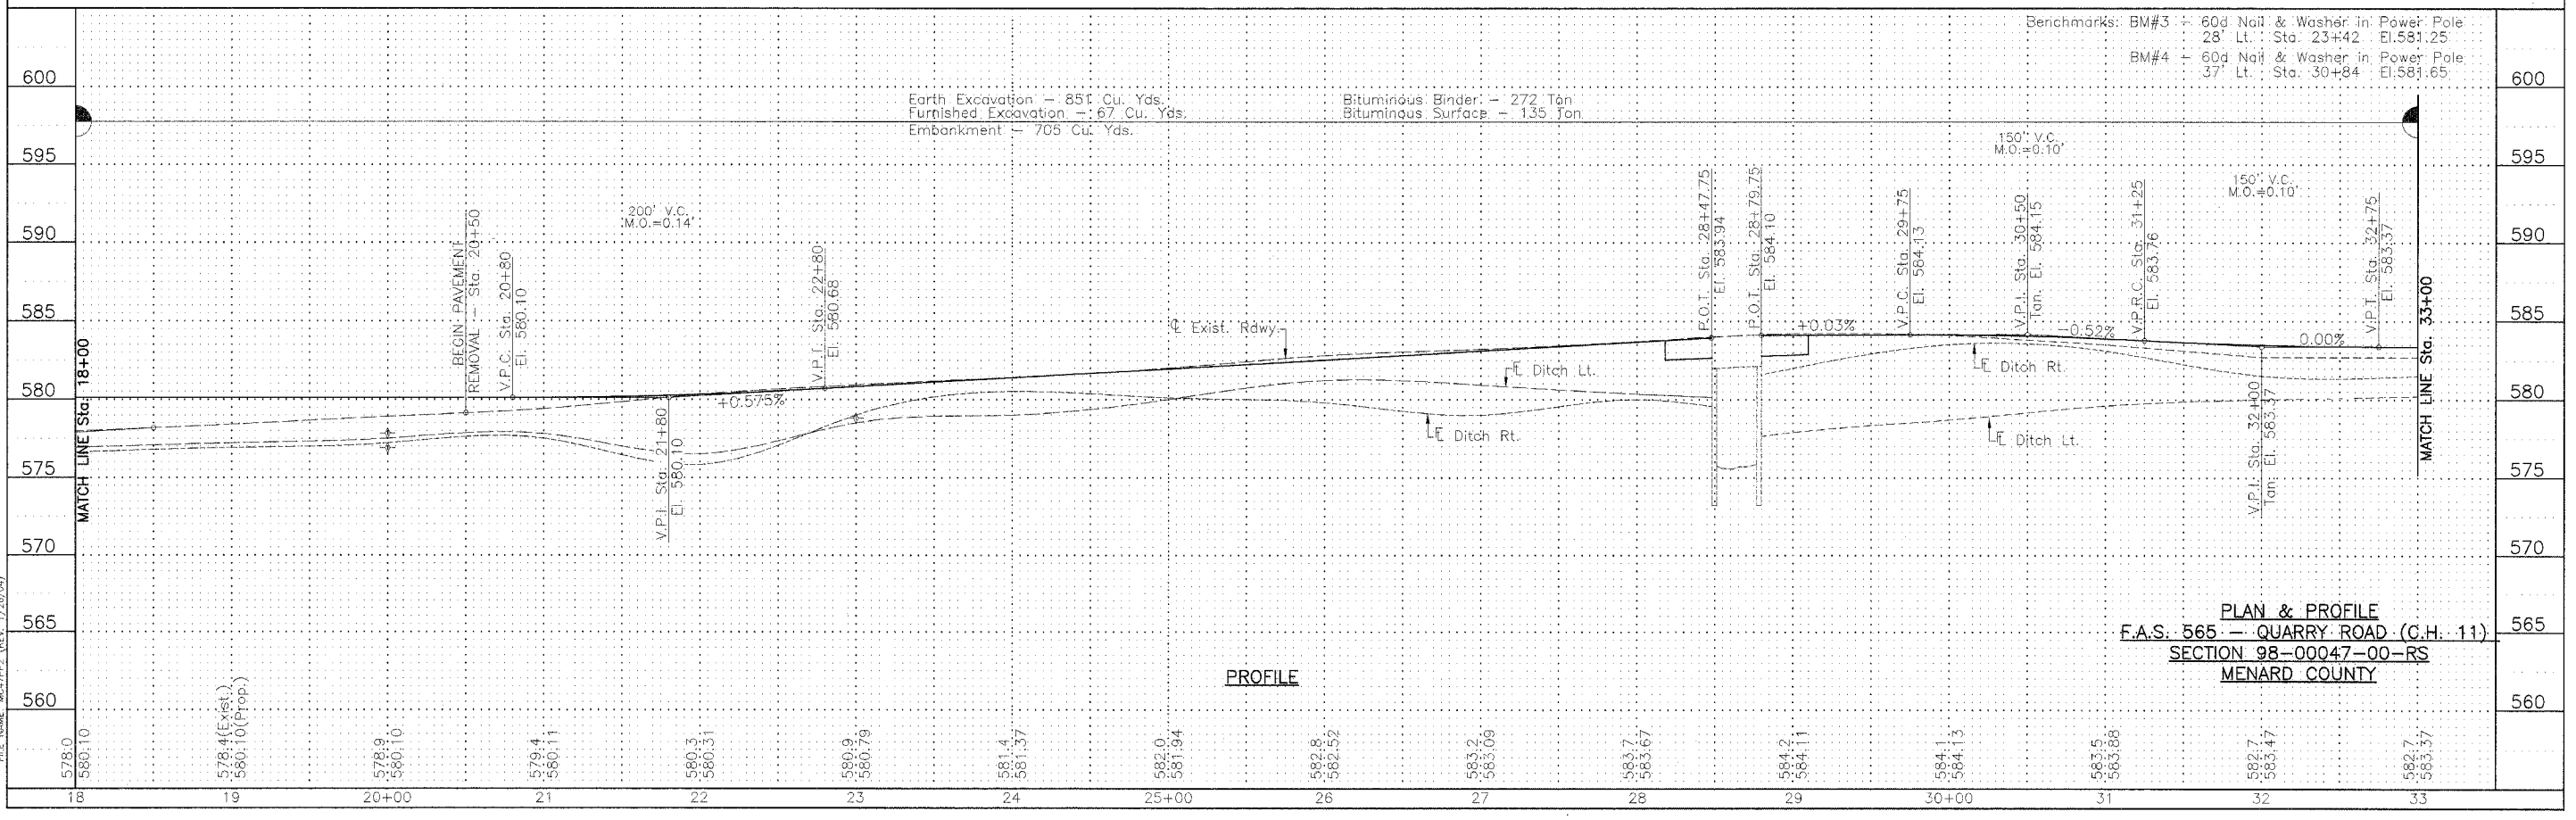 Benchmarks: BM#3 - 60d Nail & Washer in Power Pole
28' Lt. Sta. 23+42 El.581.25
BM#4 - 60d Nail & Washer in Power Pole
37' Lt. Sta. 30+84 El.581.65
Earth Excavation - 851 Cu. Yds.
Furnished Excavation - 67 Cu. Yds.
Embankment - 705 Cu. Yds.
Bituminous Binder - 272 Ton
Bituminous Surface - 135 Ton
600
595
590
585
580
575
570
565
560
MATCH LINE Sta. 18+00
BEGIN PAVEMENT
REMOVAL - Sta. 20+50
V.P.C. Sta. 20+80
El. 580.10
200' V.C.
M.O.=0.14'
V.P.I. Sta. 21+80
El. 580.10
+0.575%
V.P.T. Sta. 22+80
El. 580.68
℄ Exist. Rdwy.
℄ Ditch Lt.
℄ Ditch Rt.
P.O.T. Sta. 28+47.75
El. 583.94
P.O.T. Sta. 28+79.75
El. 584.10
+0.03%
V.P.C. Sta. 29+75
El. 584.13
150' V.C.
M.O.=0.10'
V.P.I. Sta. 30+50
Tan. El. 584.15
-0.52%
℄ Ditch Rt.
℄ Ditch Lt.
V.P.R.C. Sta. 31+25
El. 583.76
150' V.C.
M.O.=0.10'
V.P.I. Sta. 32+00
Tan. El. 583.37
0.00%
V.P.T. Sta. 32+75
El. 583.37
MATCH LINE Sta. 33+00
600
595
590
585
580
575
570
565
560
PLAN & PROFILE
F.A.S. 565 - QUARRY ROAD (C.H. 11)
SECTION 98-00047-00-RS
MENARD COUNTY
PROFILE
578.0
580.10
578.4(Exist.)
580.10(Prop.)
578.9
580.10
579.4
580.11
580.3
580.31
580.9
580.79
581.4
581.37
582.0
581.94
582.8
582.52
583.2
583.09
583.7
583.67
584.2
584.11
584.1
584.13
583.5
583.88
582.7
583.47
582.7
583.37
18 19 20+00 21 22 23 24 25+00 26 27 28 29 30+00 31 32 33